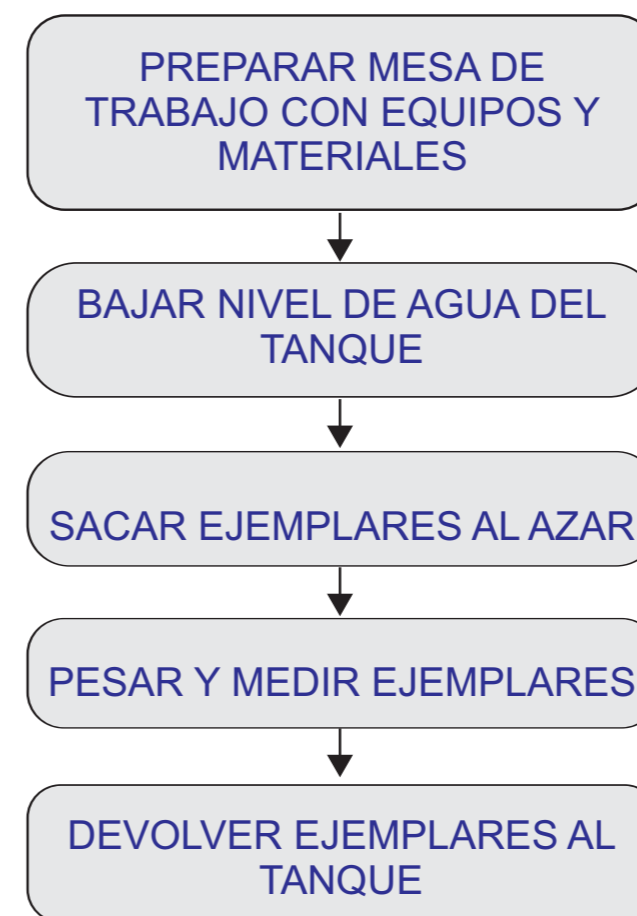 PREPARAR MESA DE
TRABAJO CON EQUIPOS Y
MATERIALES
BAJAR NIVEL DE AGUA DEL
TANQUE
SACAR EJEMPLARES AL AZAR
PESAR Y MEDIR EJEMPLARES
DEVOLVER EJEMPLARES AL
TANQUE